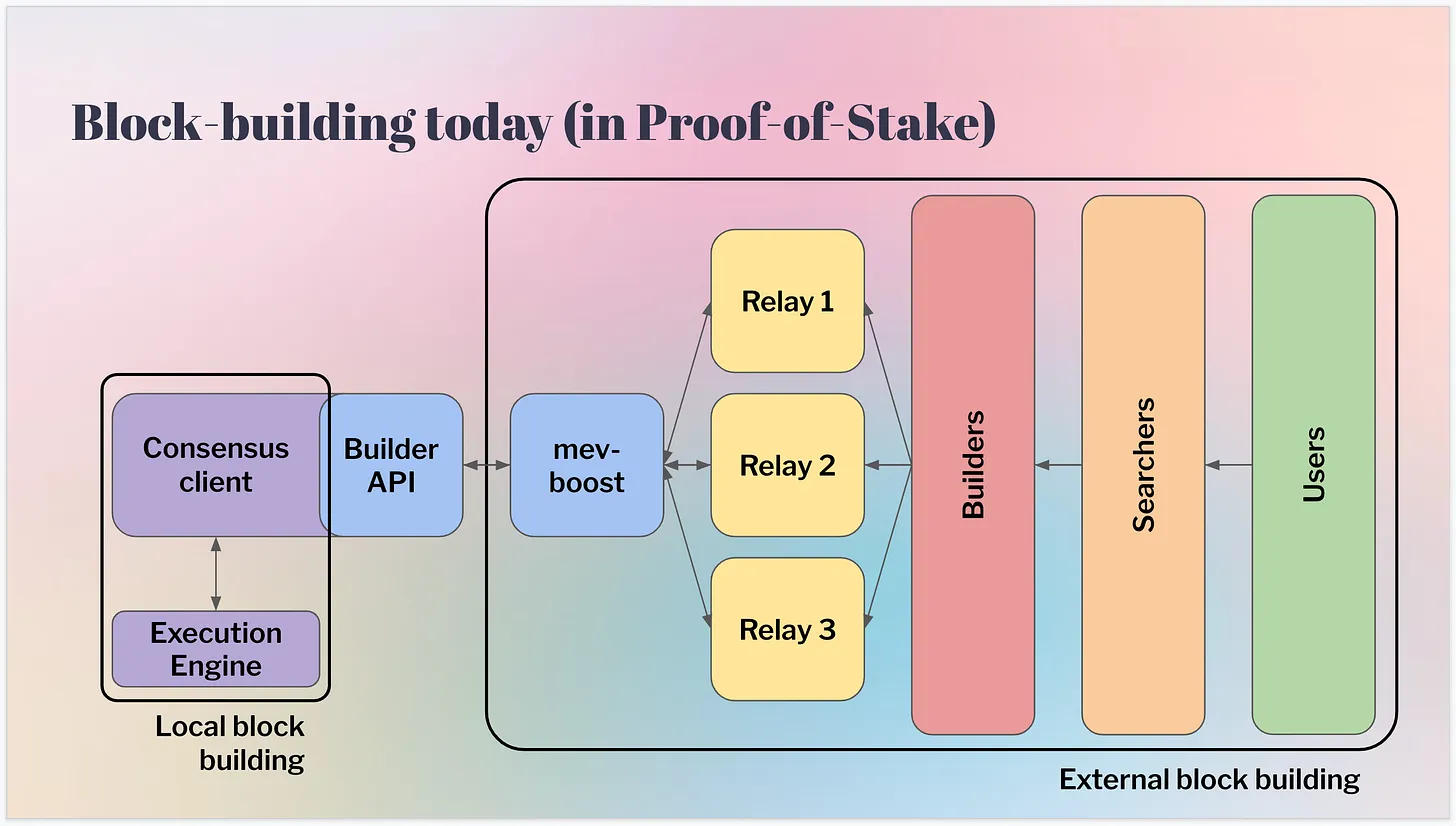 Block-building today (in Proof-of-Stake)
Consensus
client
Builder
API
Execution
Engine
Local block
building
mev-
boost
Relay 1
Relay 2
Relay 3
Builders
Searchers
Users
External block building